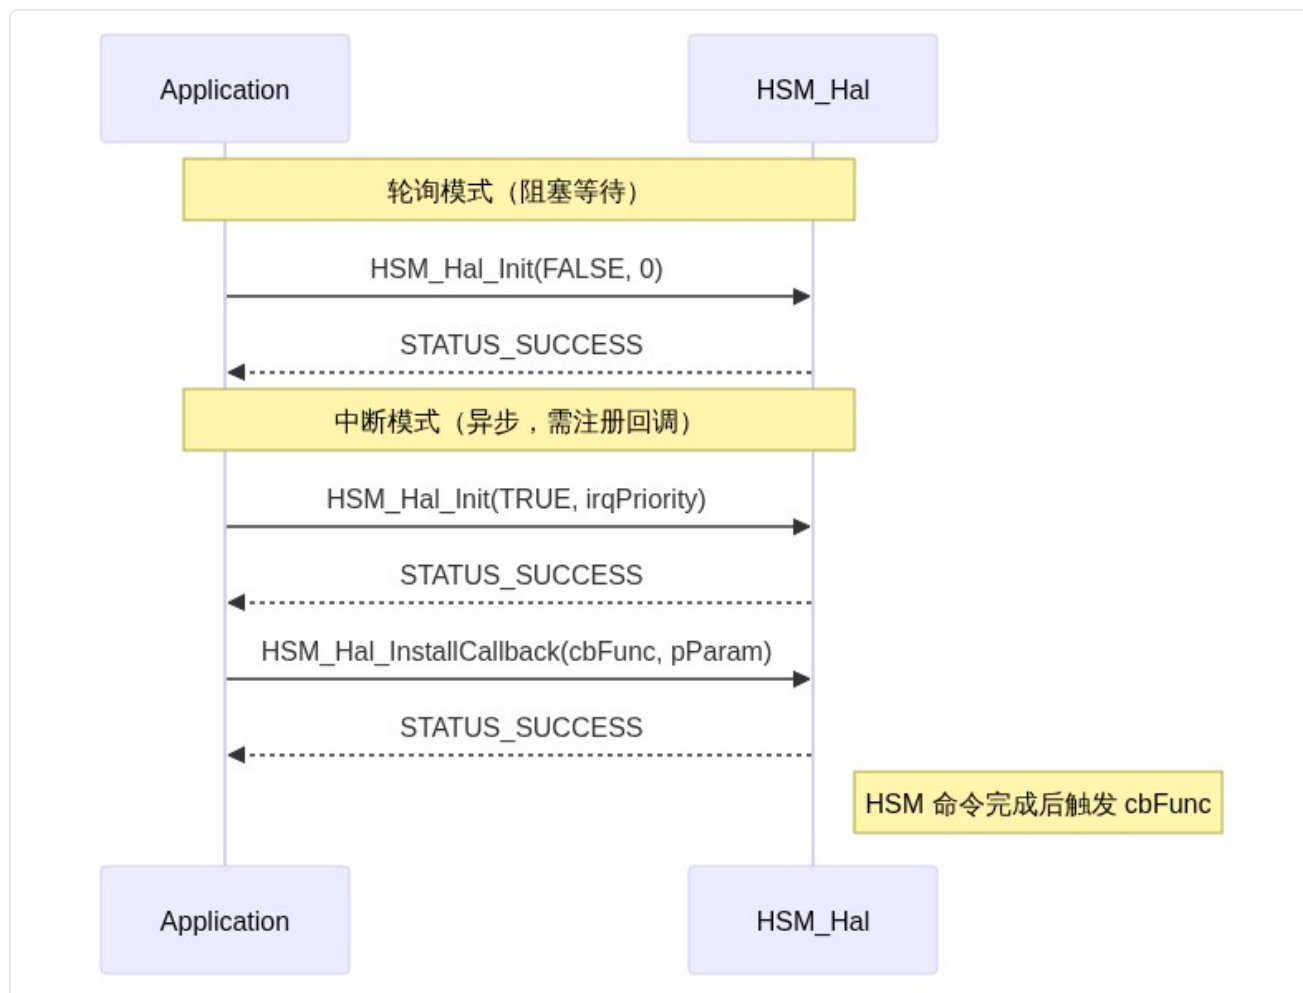 Application
HSM_Hal
轮询模式（阻塞等待）
HSM_Hal_Init(FALSE, 0)
STATUS_SUCCESS
中断模式（异步，需注册回调）
HSM_Hal_Init(TRUE, irqPriority)
STATUS_SUCCESS
HSM_Hal_InstallCallback(cbFunc, pParam)
STATUS_SUCCESS
HSM 命令完成后触发 cbFunc
Application
HSM_Hal